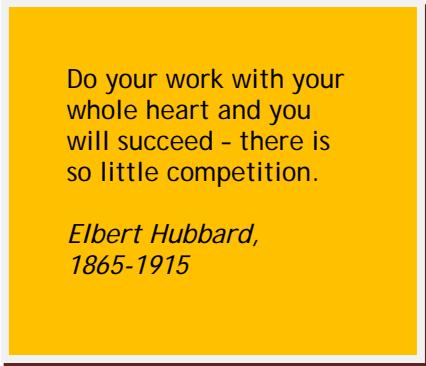 Do your work with your
whole heart and you
will succeed – there is
so little competition.
Elbert Hubbard,
1865-1915